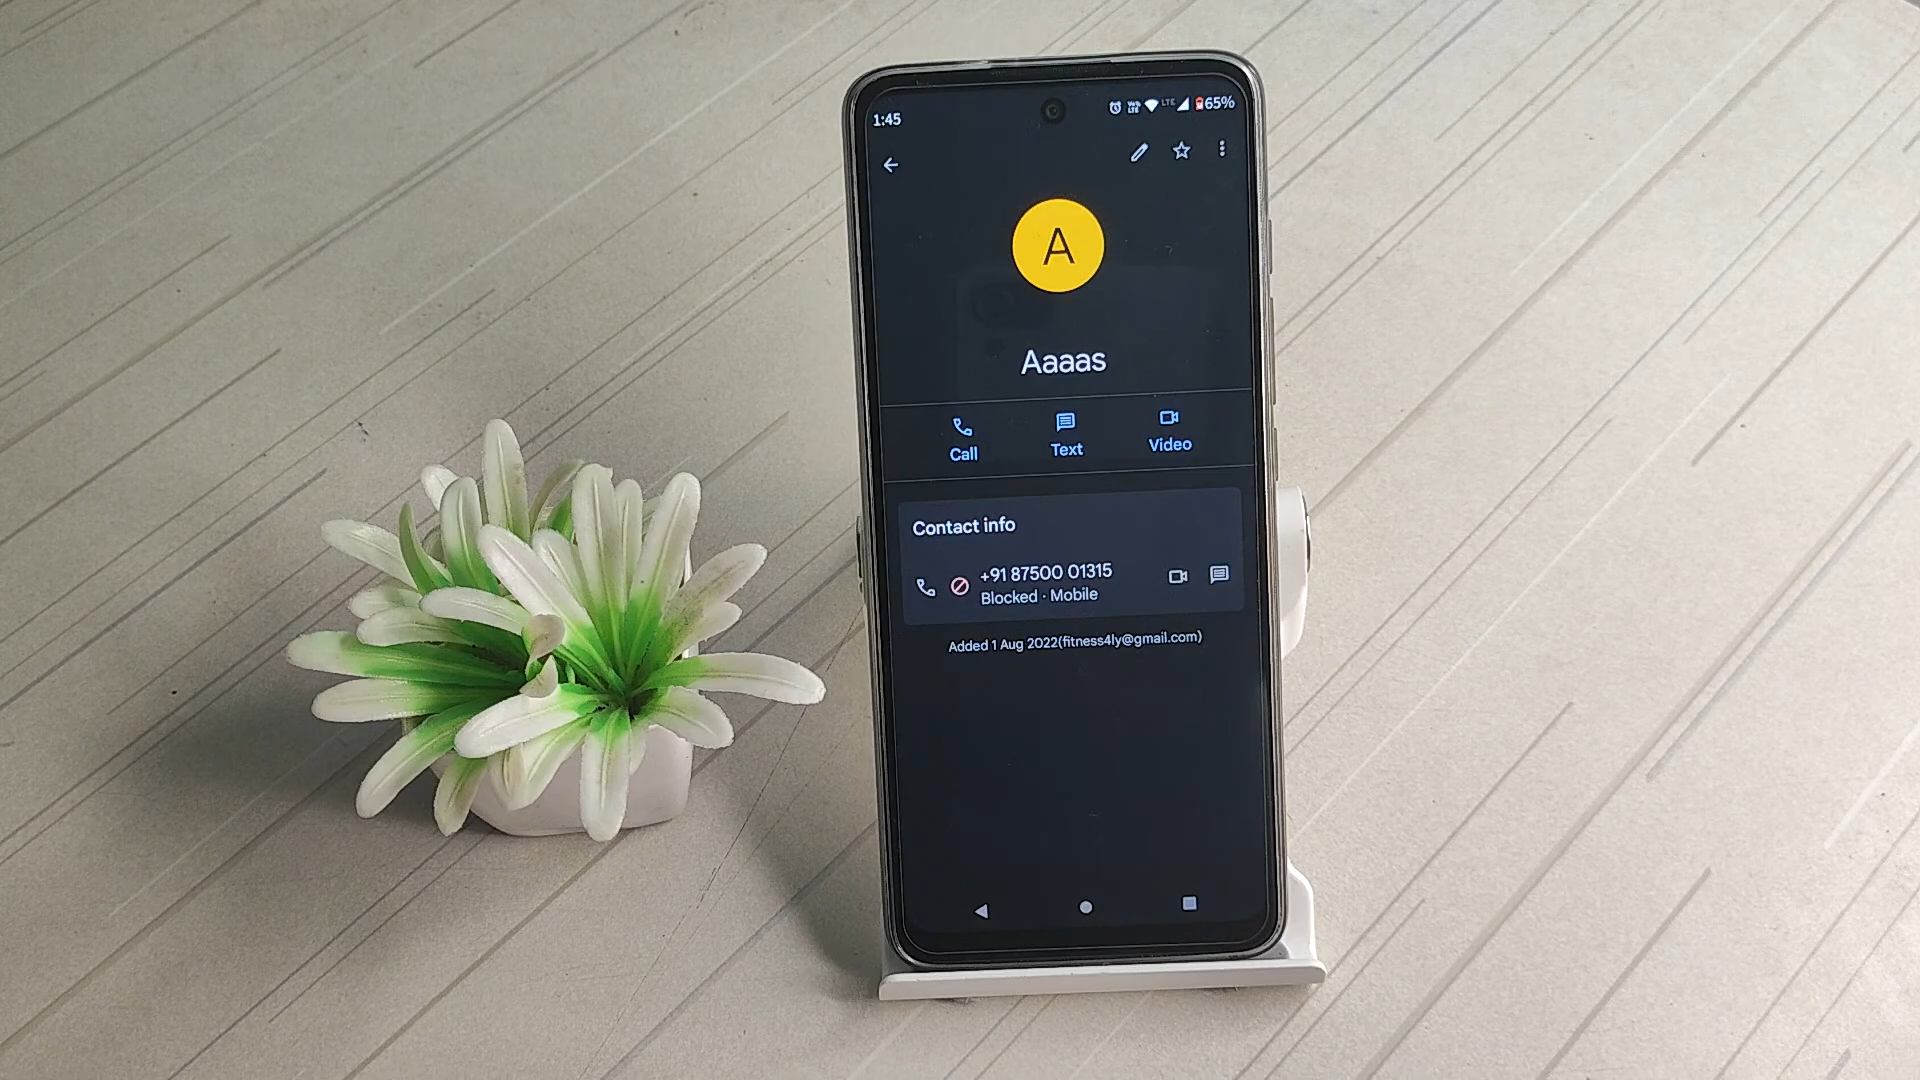 1:45
LTE 65%
A
Aaaas
Call Text Video
Contact info
+91 87500 01315
Blocked · Mobile
Added 1 Aug 2022(fitness4ly@gmail.com)